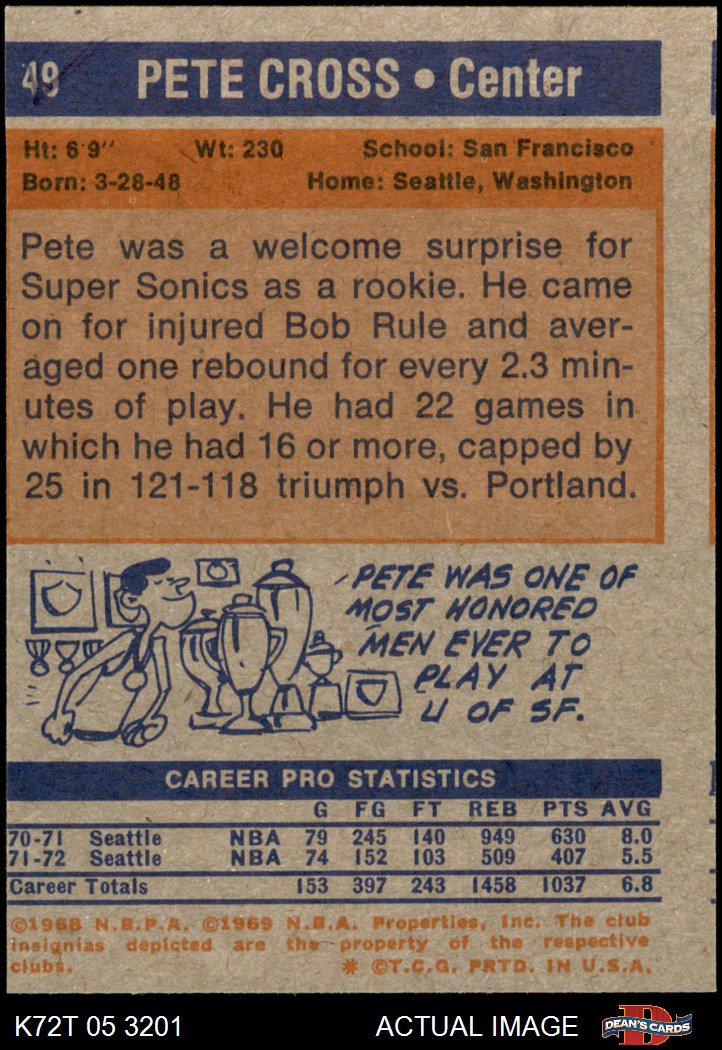 49 PETE CROSS • Center
Ht: 6'9" Wt: 230 School: San Francisco
Born: 3-28-48 Home: Seattle, Washington
Pete was a welcome surprise for
Super Sonics as a rookie. He came
on for injured Bob Rule and aver-
aged one rebound for every 2.3 min-
utes of play. He had 22 games in
which he had 16 or more, capped by
25 in 121-118 triumph vs. Portland.
PETE WAS ONE OF
MOST HONORED
MEN EVER TO
PLAY AT
U OF SF.
CAREER PRO STATISTICS
G FG FT REB PTS AVG
70-71 Seattle NBA 79 245 140 949 630 8.0
71-72 Seattle NBA 74 152 103 509 407 5.5
Career Totals 153 397 243 1458 1037 6.8
©1968 N.B.P.A. ©1969 N.B.A. Properties, Inc. The club
insignias depicted are the property of the respective
clubs. * ©T.C.G. PRTD. IN U.S.A.
K72T 05 3201 ACTUAL IMAGE D DEAN'S CARDS